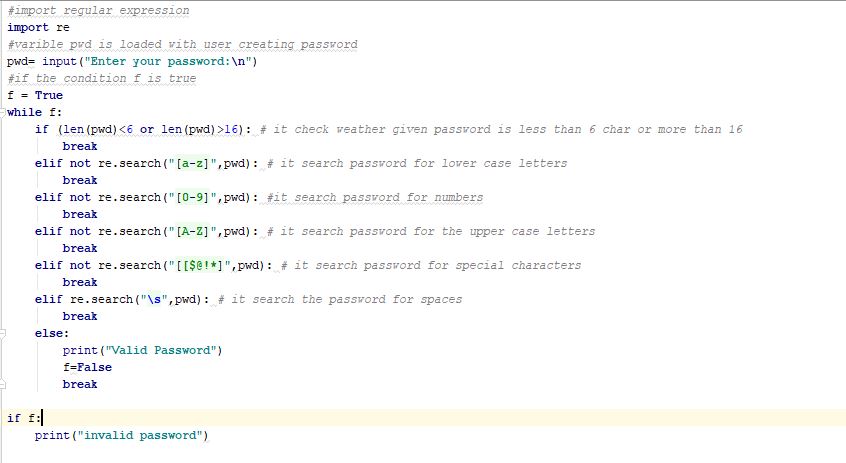 #import regular expression
import re
#varible pwd is loaded with user creating password
pwd= input("Enter your password:\n")
#if the condition f is true
f = True
while f:
    if (len(pwd)<6 or len(pwd)>16): # it check weather given password is less than 6 char or more than 16
        break
    elif not re.search("[a-z]",pwd): # it search password for lower case letters
        break
    elif not re.search("[0-9]",pwd): #it search password for numbers
        break
    elif not re.search("[A-Z]",pwd): # it search password for the upper case letters
        break
    elif not re.search("[[$@!*]",pwd): # it search password for special characters
        break
    elif re.search("\s",pwd): # it search the password for spaces
        break
    else:
        print("Valid Password")
        f=False
        break
if f:
    print("invalid password")